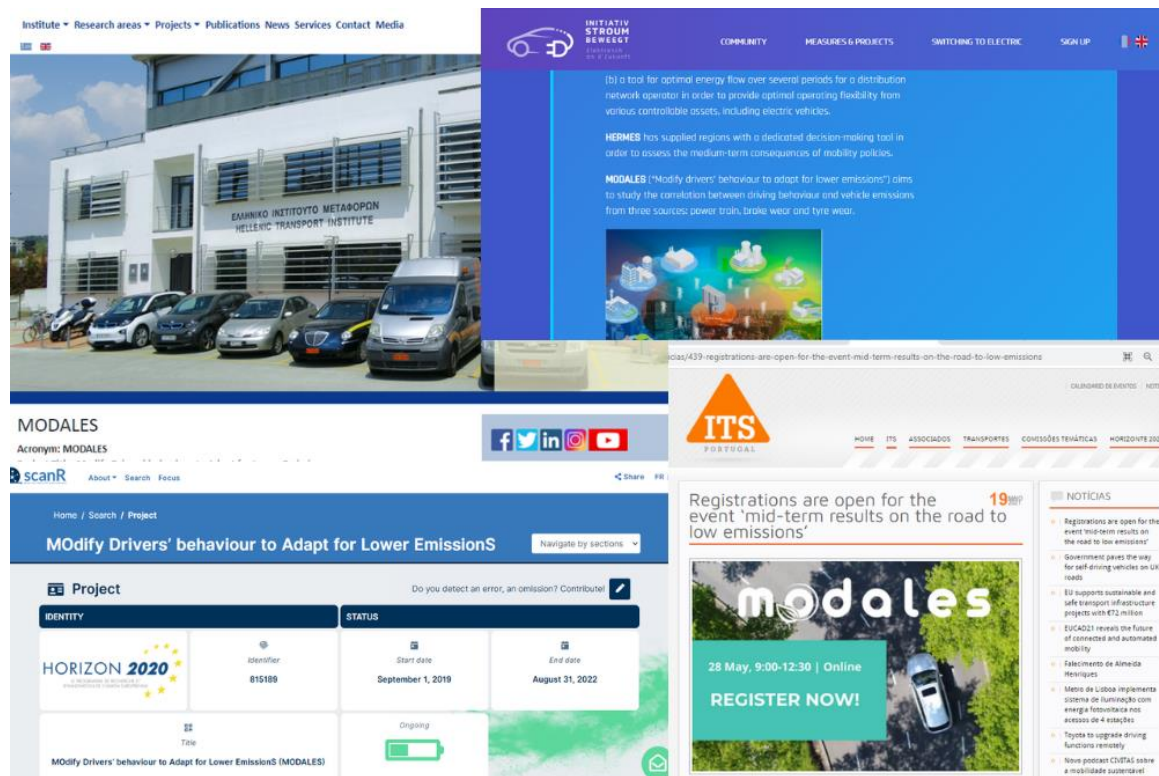 Institute Research areas Projects Publications News Services Contact Media
ΕΛΛΗΝΙΚΟ ΙΝΣΤΙΤΟΥΤΟ ΜΕΤΑΦΟΡΩΝ
HELLENIC TRANSPORT INSTITUTE
MODALES
Acronym: MODALES
INITIATIV
STROUM
BEWEEGT
COMMUNITY
MEASURES & PROJECTS
SWITCHING TO ELECTRIC
SIGN UP
(b) a tool for optimal energy flow over several periods for a distribution
network operator in order to provide optimal operating flexibility from
various controllable assets, including electric vehicles.
HERMES has supplied regions with a dedicated decision-making tool in
order to assess the medium-term consequences of mobility policies.
MODALES ("Modify drivers' behaviour to adapt for lower emissions") aims
to study the correlation between driving behaviour and vehicle emissions
from three sources: power train, brake wear and tyre wear.
scanR About Search Focus
Share FR
Home / Search / Project
MOdify Drivers' behaviour to Adapt for Lower EmissionS
Navigate by sections
Project
Do you detect an error, an omission? Contribute!
IDENTITY
STATUS
HORIZON 2020
Identifier
815189
Start date
September 1, 2019
End date
August 31, 2022
Title
MOdify Drivers' behaviour to Adapt for Lower EmissionS (MODALES)
Ongoing
cias/439-registrations-are-open-for-the-event-mid-term-results-on-the-road-to-low-emissions
CALENDÁRIO DE EVENTOS
ITS
PORTUGAL
HOME ITS ASSOCIADOS TRANSPORTES COMISSÕES TEMÁTICAS HORIZONTE
Registrations are open for the
event 'mid-term results on the road to
low emissions'
19
modales
28 May, 9:00-12:30 | Online
REGISTER NOW!
NOTÍCIAS
Registrations are open for the
event 'mid-term results on
the road to low emissions'
Government paves the way
for self-driving vehicles on UK
roads
EU supports sustainable and
safe transport infrastructure
projects with €72 million
EUCAD21 reveals the future
of connected and automated
mobility
Falecimento de Almeida
Henriques
Metro de Lisboa implementa
sistema de iluminação com
energia fotovoltaica nos
acessos de 4 estações
Toyota to upgrade driving
functions remotely
Novo podcast CIVITAS sobre
a mobilidade sustentável